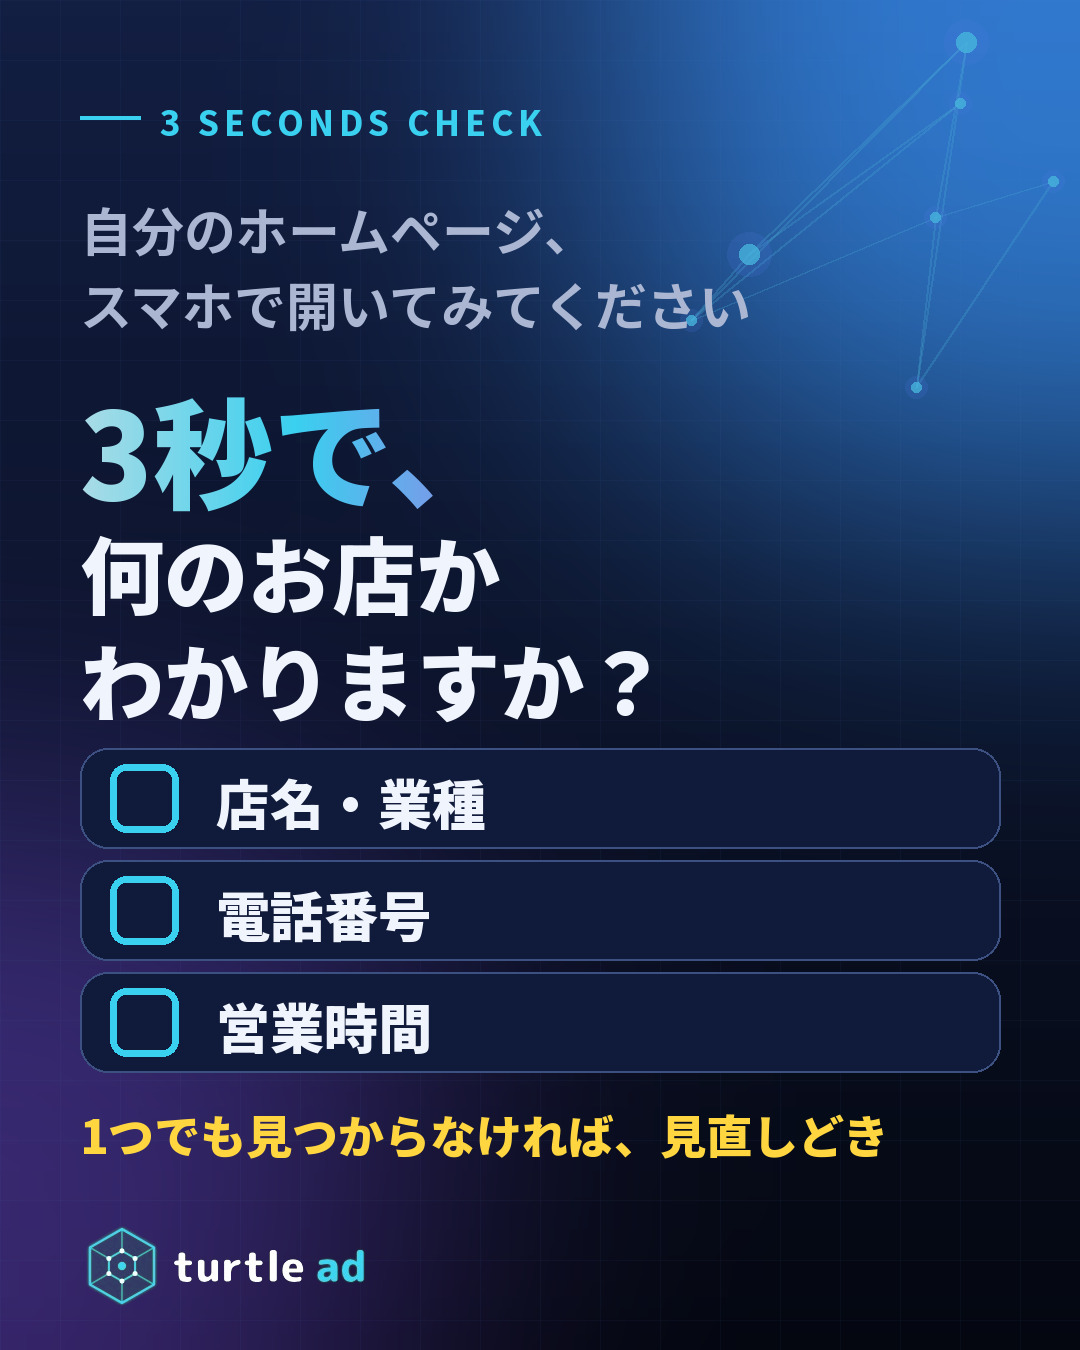 3 SECONDS CHECK
自分のホームページ、
スマホで開いてみてください
3秒で、
何のお店か
わかりますか？
店名・業種
電話番号
営業時間
1つでも見つからなければ、見直しどき
turtle ad